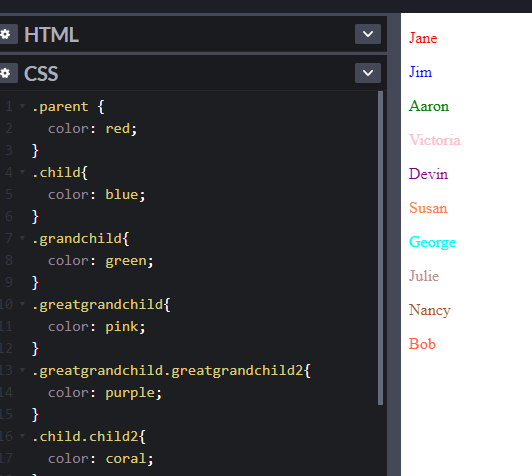 HTML
CSS
1 .parent {
2 color: red;
3 }
4 .child{
5 color: blue;
6 }
7 .grandchild{
8 color: green;
9 }
10 .greatgrandchild{
11 color: pink;
12 }
13 .greatgrandchild.greatgrandchild2{
14 color: purple;
15 }
16 .child.child2{
17 color: coral;
Jane
Jim
Aaron
Victoria
Devin
Susan
George
Julie
Nancy
Bob